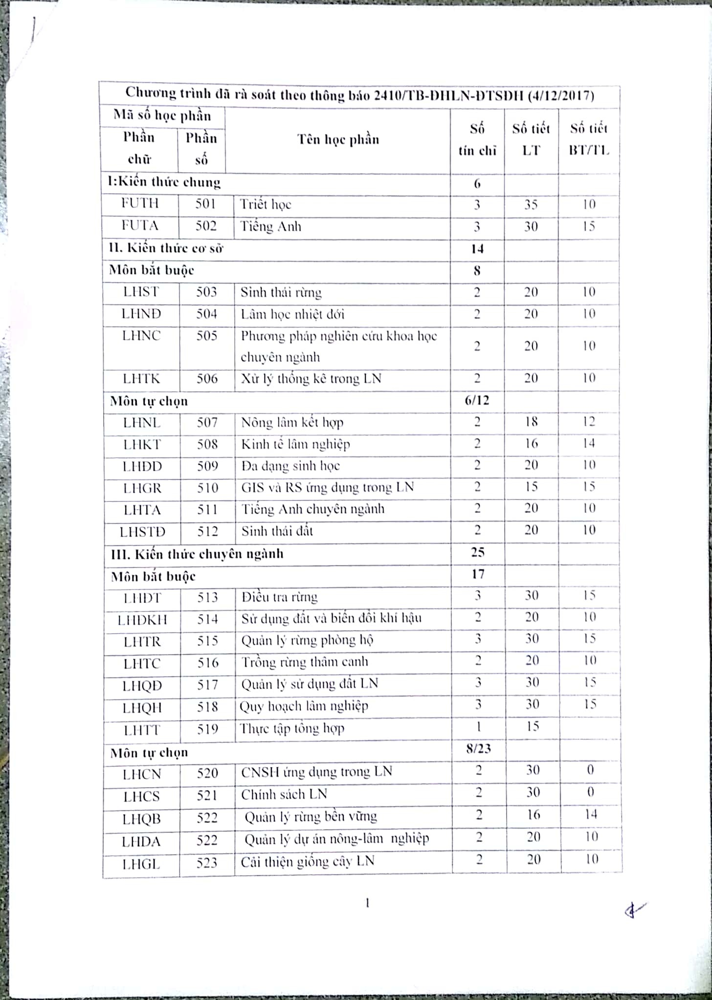 Chương trình đã rà soát theo thông báo 2410/TB-ĐHLN-ĐTSĐH (4/12/2017)
Mã số học phần Tên học phần Số tín chỉ Số tiết LT Số tiết BT/TL
Phần chữ Phần số
I:Kiến thức chung 6
FUTH 501 Triết học 3 35 10
FUTA 502 Tiếng Anh 3 30 15
II. Kiến thức cơ sở 14
Môn bắt buộc 8
LHST 503 Sinh thái rừng 2 20 10
LHNĐ 504 Lâm học nhiệt đới 2 20 10
LHNC 505 Phương pháp nghiên cứu khoa học
chuyên ngành 2 20 10
LHTK 506 Xử lý thống kê trong LN 2 20 10
Môn tự chọn 6/12
LHNL 507 Nông lâm kết hợp 2 18 12
LHKT 508 Kinh tế lâm nghiệp 2 16 14
LHĐD 509 Đa dạng sinh học 2 20 10
LHGR 510 GIS và RS ứng dụng trong LN 2 15 15
LHTA 511 Tiếng Anh chuyên ngành 2 20 10
LHSTĐ 512 Sinh thái đất 2 20 10
III. Kiến thức chuyên ngành 25
Môn bắt buộc 17
LHĐT 513 Điều tra rừng 3 30 15
LHĐKH 514 Sử dụng đất và biến đổi khí hậu 2 20 10
LHTR 515 Quản lý rừng phòng hộ 3 30 15
LHTC 516 Trồng rừng thâm canh 2 20 10
LHQĐ 517 Quản lý sử dụng đất LN 3 30 15
LHQH 518 Quy hoạch lâm nghiệp 3 30 15
LHTT 519 Thực tập tổng hợp 1 15
Môn tự chọn 8/23
LHCN 520 CNSH ứng dụng trong LN 2 30 0
LHCS 521 Chính sách LN 2 30 0
LHQB 522 Quản lý rừng bền vững 2 16 14
LHDA 522 Quản lý dự án nông-lâm nghiệp 2 20 10
LHGL 523 Cải thiện giống cây LN 2 20 10
1